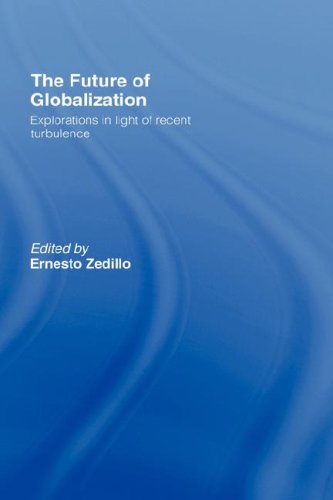 The Future of
Globalization
Explorations in light of recent
turbulence
Edited by
Ernesto Zedillo